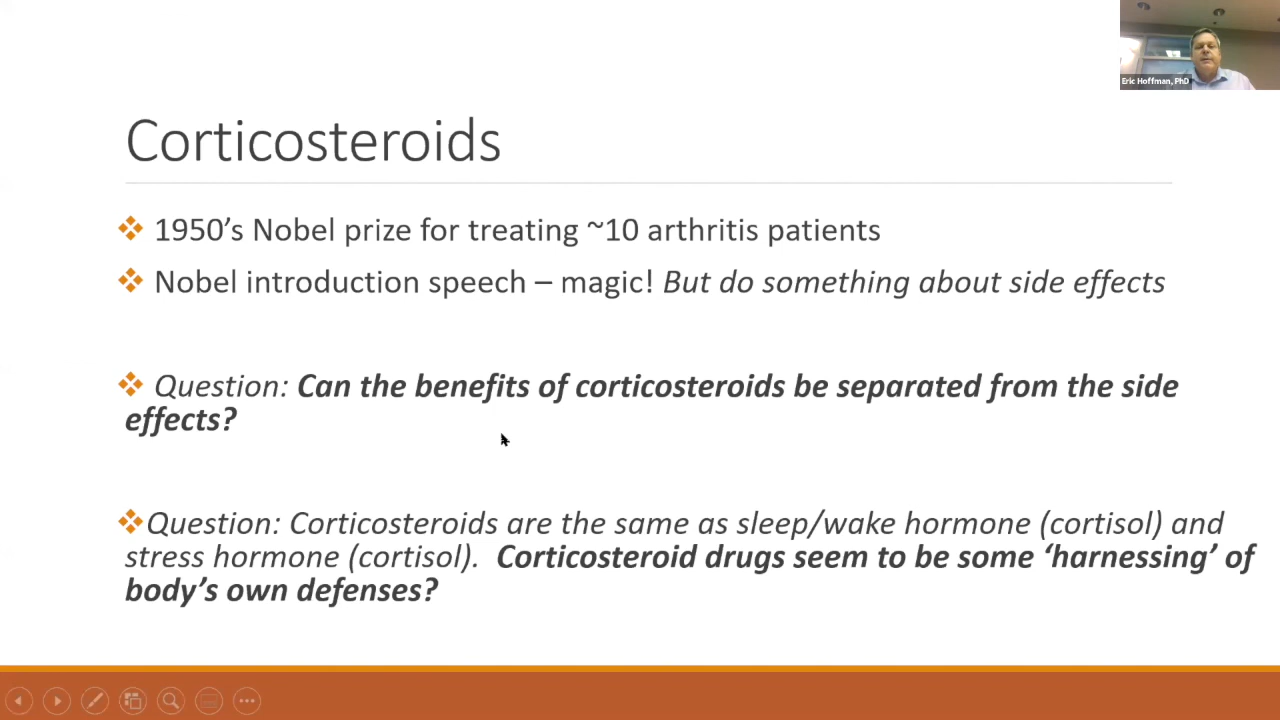 Eric Hoffman, PhD
Corticosteroids
1950’s Nobel prize for treating ~10 arthritis patients
Nobel introduction speech – magic! But do something about side effects
Question: Can the benefits of corticosteroids be separated from the side
effects?
Question: Corticosteroids are the same as sleep/wake hormone (cortisol) and
stress hormone (cortisol).  Corticosteroid drugs seem to be some ‘harnessing’ of
body’s own defenses?